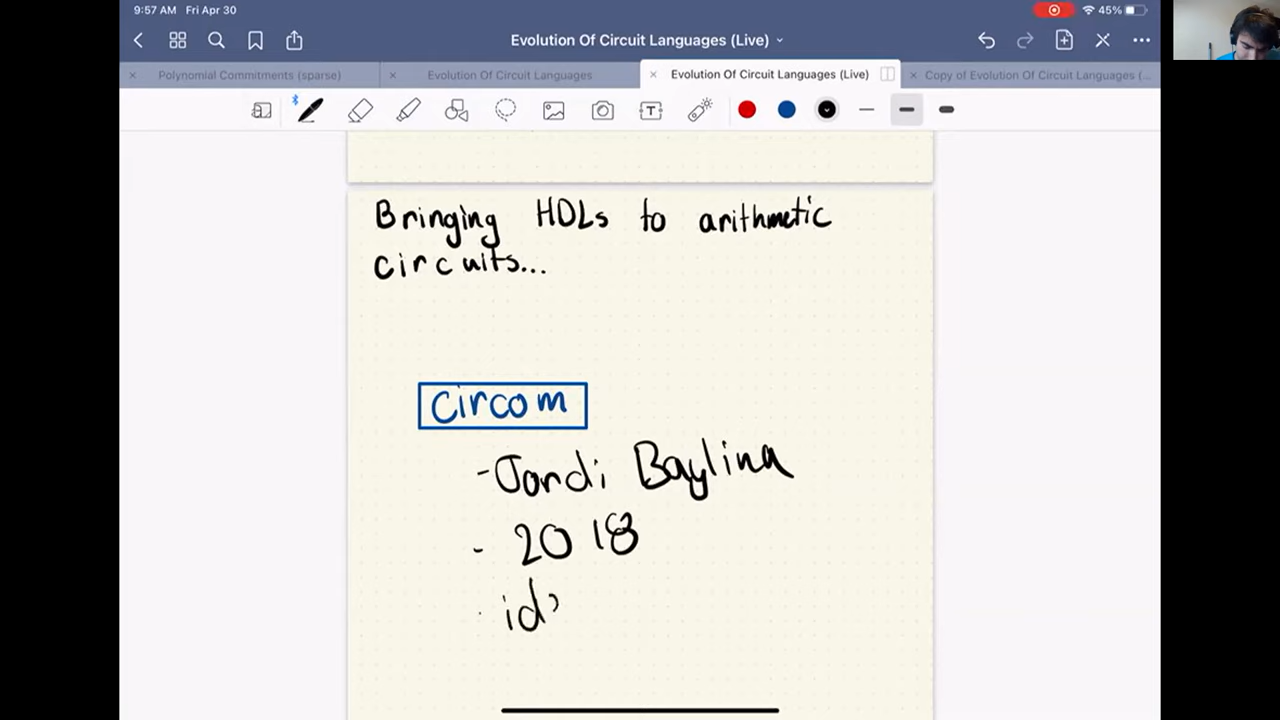 9:57 AM Fri Apr 30
45%
Evolution Of Circuit Languages (Live)
Polynomial Commitments (sparse)
Evolution Of Circuit Languages
Evolution Of Circuit Languages (Live)
Copy of Evolution Of Circuit Languages (...
Bringing HDLs to arithmetic
circuits...
Circom
- Jordi Baylina
- 2018